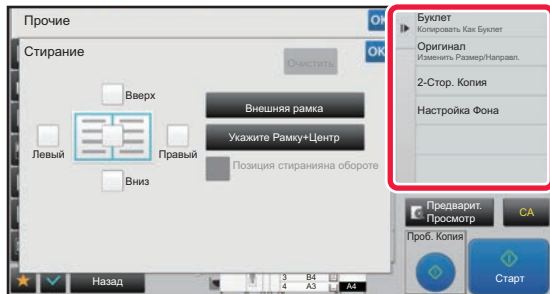 Прочие
OK
Стирание
OK
Очистить
Вверх
Внешняя рамка
Укажите Рамку+Центр
Левый
Правый
Позиция стиранияна обороте
Вниз
Назад
3 B4
4 A3
A4
Буклет
Копировать Как Буклет
Оригинал
Изменить Размер/Направл.
2-Стор. Копия
Настройка Фона
Предварит.
Просмотр
CA
Проб. Копия
Старт